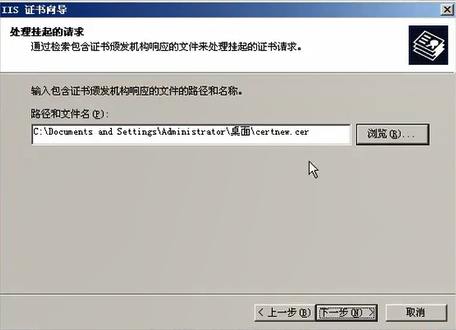 IIS 证书向导
处理挂起的请求
通过检索包含证书颁发机构响应的文件来处理挂起的证书请求。
输入包含证书颁发机构响应的文件的路径和名称。
路径和文件名(P):
C:\Documents and Settings\Administrator\桌面\certnew.cer
浏览(R)...
< 上一步(B)
下一步(N) >
取消